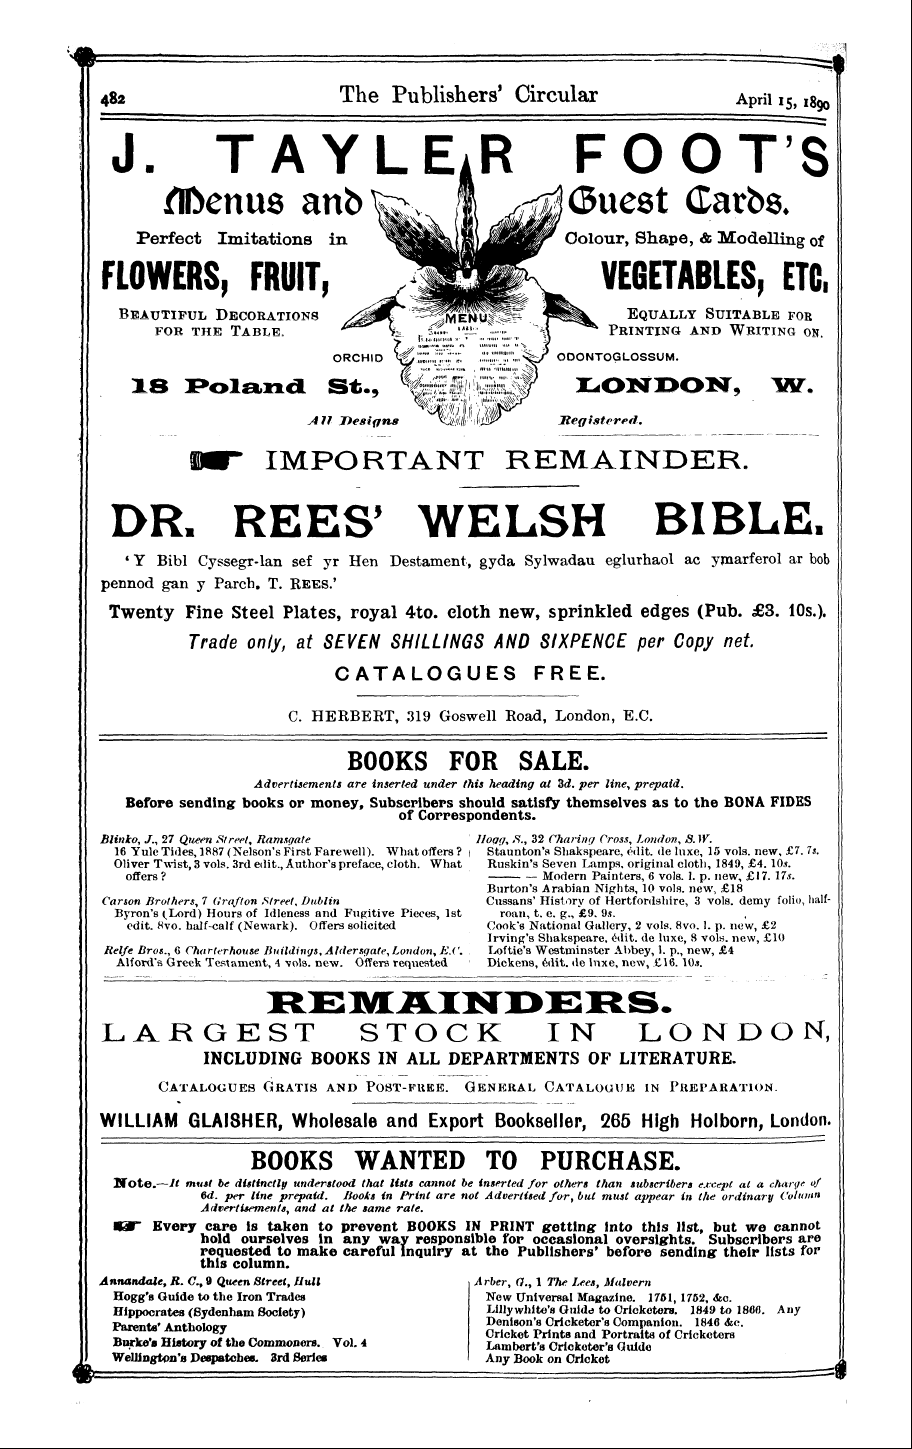 482
The Publishers' Circular
April 15, 1890
J. TAYLER FOOT'S
Menus and Guest Cards.
Perfect Imitations in Colour, Shape, & Modelling of
FLOWERS, FRUIT, VEGETABLES, ETC.
BEAUTIFUL DECORATIONS
FOR THE TABLE.
EQUALLY SUITABLE FOR
PRINTING AND WRITING ON.
MENU
ORCHID ODONTOGLOSSUM.
18 Poland St., LONDON, W.
All Designs Registered.
IMPORTANT REMAINDER.
DR. REES' WELSH BIBLE.
'Y Bibl Cyssegr-lan sef yr Hen Destament, gyda Sylwadau eglurhaol ac ymarferol ar bob
pennod gan y Parch. T. REES.'
Twenty Fine Steel Plates, royal 4to. cloth new, sprinkled edges (Pub. £3. 10s.).
Trade only, at SEVEN SHILLINGS AND SIXPENCE per Copy net.
CATALOGUES FREE.
C. HERBERT, 319 Goswell Road, London, E.C.
BOOKS FOR SALE.
Advertisements are inserted under this heading at 3d. per line, prepaid.
Before sending books or money, Subscribers should satisfy themselves as to the BONA FIDES
of Correspondents.
Blinko, J., 27 Queen Street, Ramsgate
16 Yule Tides, 1887 (Nelson's First Farewell). What offers?
Oliver Twist, 3 vols. 3rd edit., Author's preface, cloth. What
offers?
Carson Brothers, 7 Grafton Street, Dublin
Byron's (Lord) Hours of Idleness and Fugitive Pieces, 1st
edit. 8vo. half-calf (Newark). Offers solicited
Relfe Bros., 6 Charterhouse Buildings, Aldersgate, London, E.C.
Alford's Greek Testament, 4 vols. new. Offers requested
Hogg, S., 32 Charing Cross, London, S.W.
Staunton's Shakspeare, édit. de luxe, 15 vols. new, £7. 7s.
Ruskin's Seven Lamps, original cloth, 1849, £4. 10s.
—— — Modern Painters, 6 vols. l. p. new, £17. 17s.
Burton's Arabian Nights, 10 vols. new, £18
Cussans' History of Hertfordshire, 3 vols. demy folio, half-
roan, t. e. g., £9. 9s.
Cook's National Gallery, 2 vols. 8vo. l. p. new, £2
Irving's Shakspeare, édit. de luxe, 8 vols. new, £10
Loftie's Westminster Abbey, l. p., new, £4
Dickens, édit. de luxe, new, £16. 10s.
REMAINDERS.
LARGEST STOCK IN LONDON,
INCLUDING BOOKS IN ALL DEPARTMENTS OF LITERATURE.
CATALOGUES GRATIS AND POST-FREE. GENERAL CATALOGUE IN PREPARATION.
WILLIAM GLAISHER, Wholesale and Export Bookseller, 265 High Holborn, London.
BOOKS WANTED TO PURCHASE.
Note.—It must be distinctly understood that lists cannot be inserted for others than subscribers except at a charge of
6d. per line prepaid. Books in Print are not Advertised for, but must appear in the ordinary Column
Advertisements, and at the same rate.
Every care is taken to prevent BOOKS IN PRINT getting into this list, but we cannot
hold ourselves in any way responsible for occasional oversights. Subscribers are
requested to make careful inquiry at the Publishers' before sending their lists for
this column.
Annandale, R. C., 9 Queen Street, Hull
Hogg's Guide to the Iron Trades
Hippocrates (Sydenham Society)
Parents' Anthology
Burke's History of the Commoners. Vol. 4
Wellington's Despatches. 3rd Series
Arber, G., 1 The Lees, Malvern
New Universal Magazine. 1751, 1752, &c.
Lillywhite's Guide to Cricketers. 1849 to 1866. Any
Denison's Cricketer's Companion. 1846 &c.
Cricket Prints and Portraits of Cricketers
Lambert's Cricketer's Guide
Any Book on Cricket